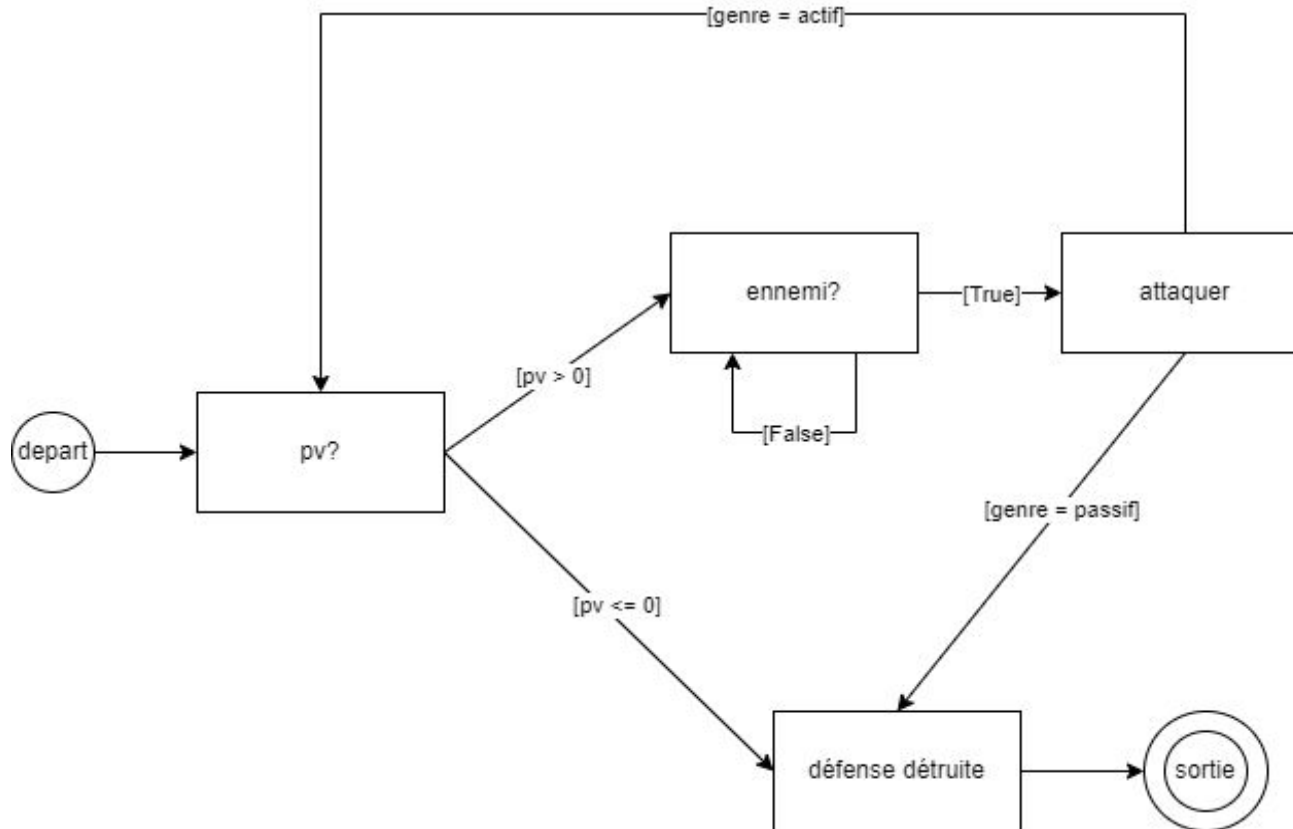 [genre = actif]
ennemi?
[True]
attaquer
[pv > 0]
[False]
depart
pv?
[genre = passif]
[pv <= 0]
défense détruite
sortie